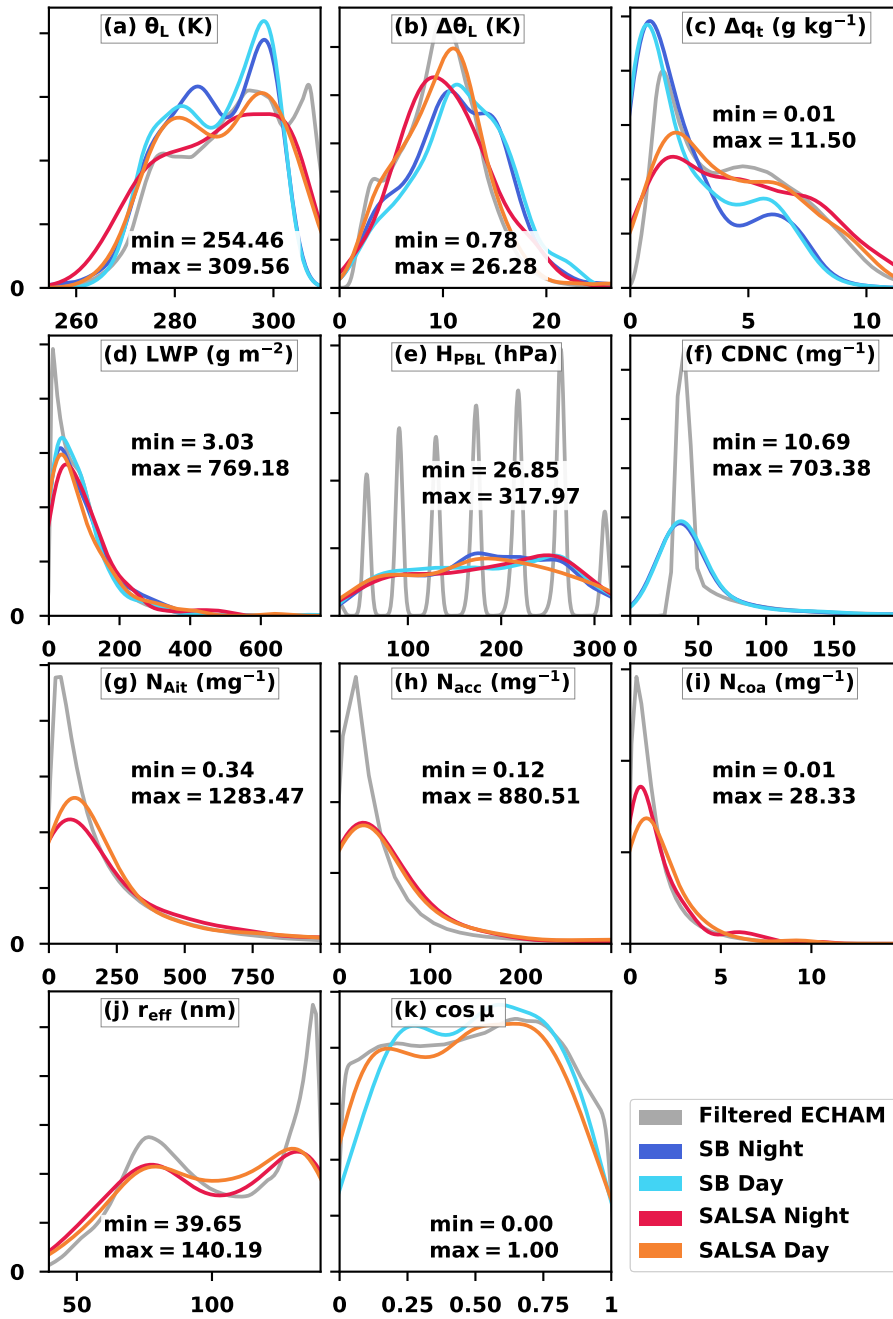 (a) θL (K)
min = 254.46
max = 309.56
0
260 280 300
(b) ΔθL (K)
min = 0.78
max = 26.28
0 10 20
(c) Δqt (g kg−1)
min = 0.01
max = 11.50
0 5 10
(d) LWP (g m−2)
min = 3.03
max = 769.18
0
0 200 400 600
(e) HPBL (hPa)
min = 26.85
max = 317.97
100 200 300
(f) CDNC (mg−1)
min = 10.69
max = 703.38
0 50 100 150
(g) NAit (mg−1)
min = 0.34
max = 1283.47
0
0 250 500 750
(h) Nacc (mg−1)
min = 0.12
max = 880.51
0 100 200
(i) Ncoa (mg−1)
min = 0.01
max = 28.33
0 5 10
(j) reff (nm)
min = 39.65
max = 140.19
0
50 100
(k) cos μ
min = 0.00
max = 1.00
0 0.25 0.50 0.75 1
Filtered ECHAM
SB Night
SB Day
SALSA Night
SALSA Day